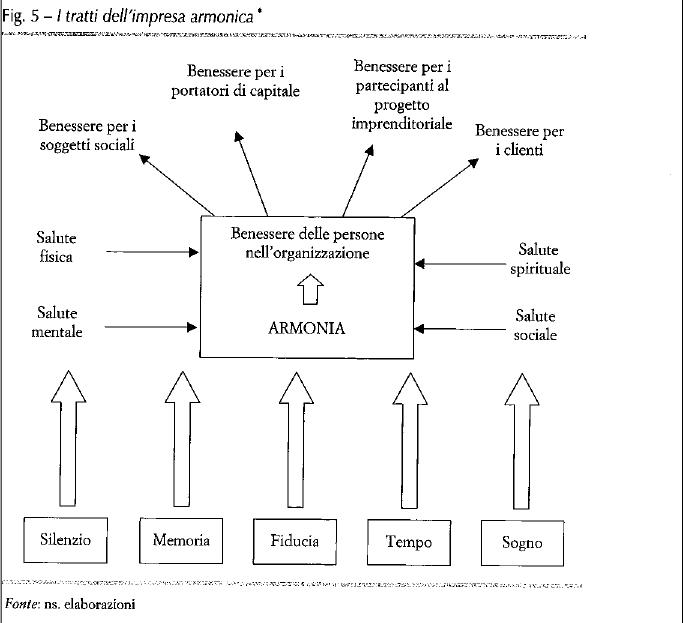 Fig. 5 – I tratti dell'impresa armonica*
Benessere per i
portatori di capitale
Benessere per i
partecipanti al
progetto
imprenditoriale
Benessere per i
soggetti sociali
Benessere per
i clienti
Benessere delle persone
nell'organizzazione
Salute
fisica
Salute
spirituale
Salute
mentale
ARMONIA
Salute
sociale
Silenzio
Memoria
Fiducia
Tempo
Sogno
Fonte: ns. elaborazioni